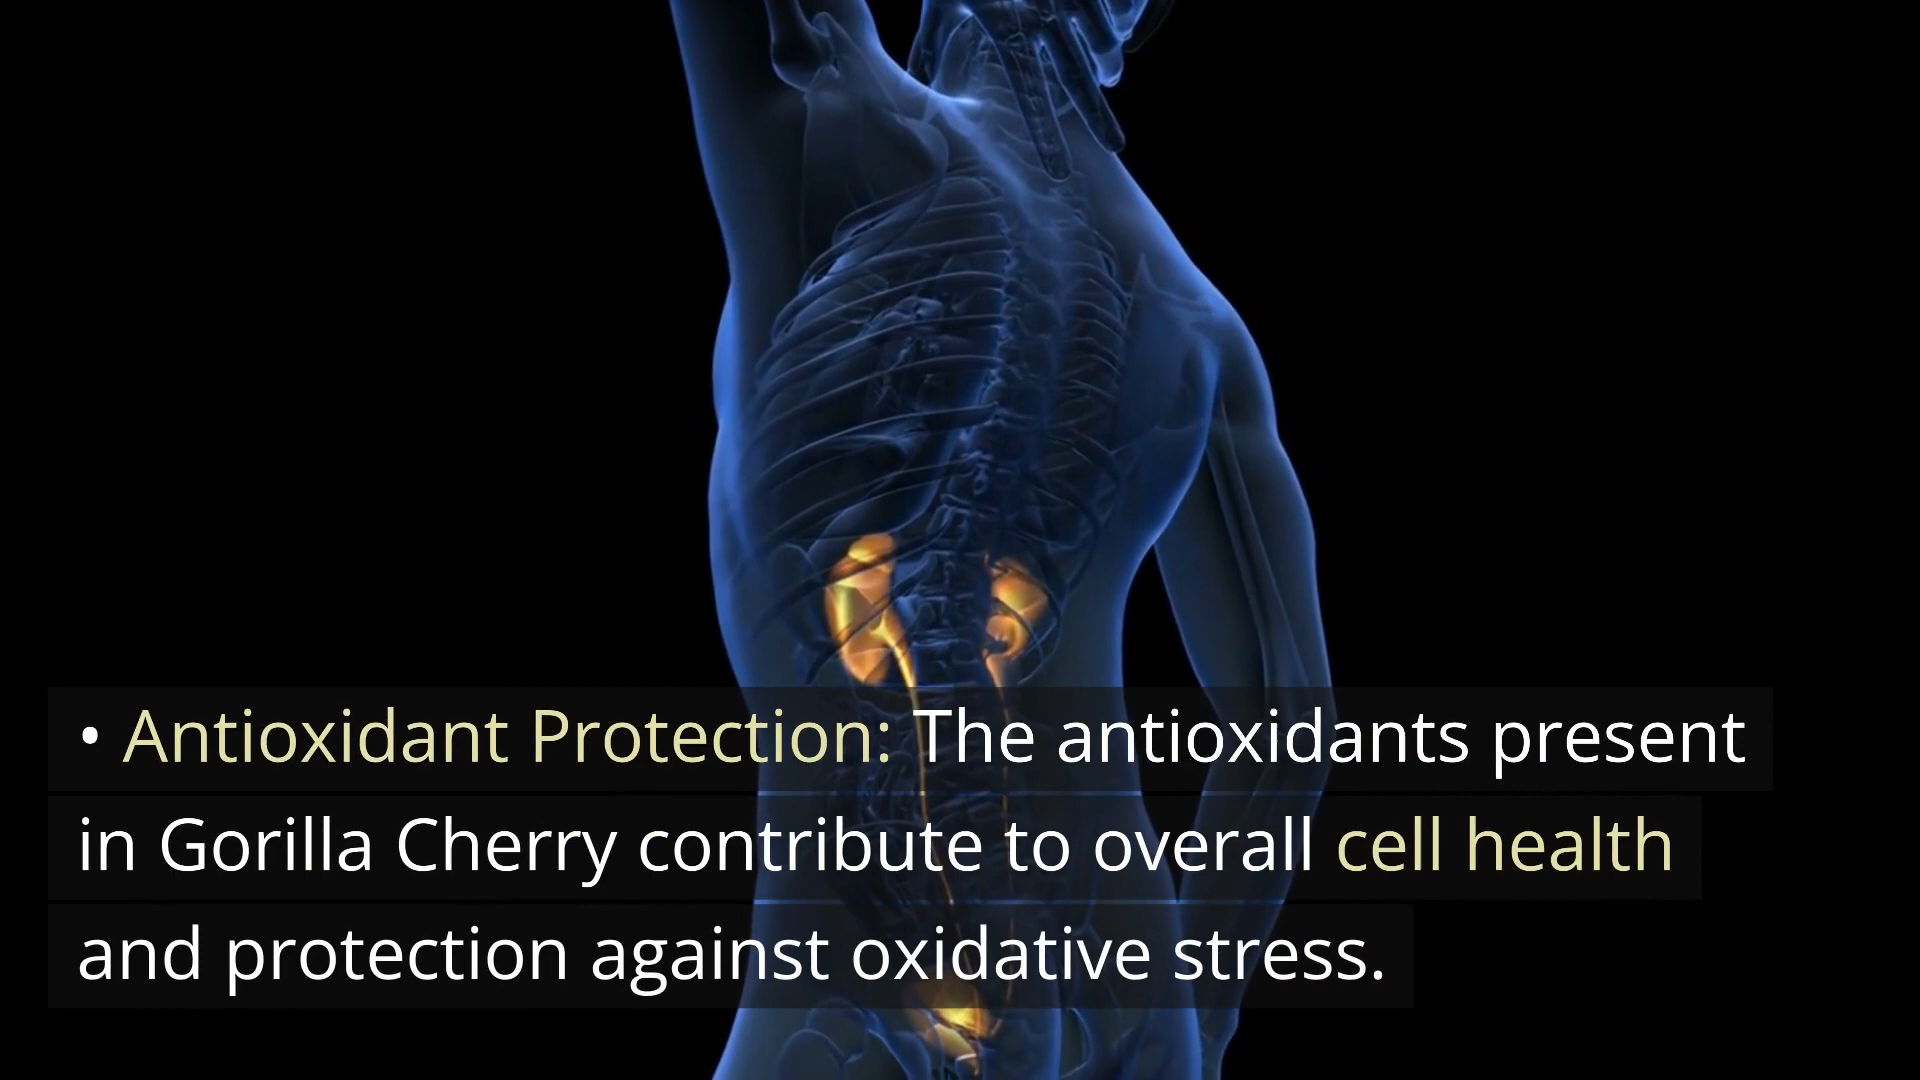 • Antioxidant Protection: The antioxidants present
in Gorilla Cherry contribute to overall cell health
and protection against oxidative stress.